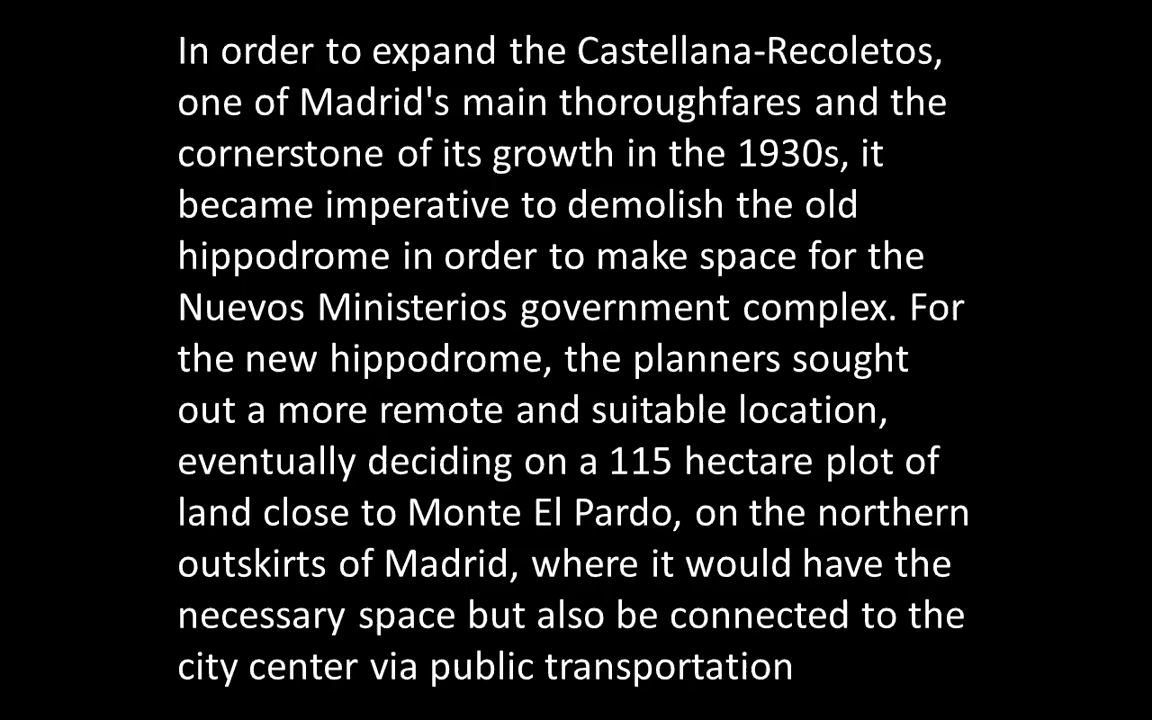 In order to expand the Castellana-Recoletos,
one of Madrid's main thoroughfares and the
cornerstone of its growth in the 1930s, it
became imperative to demolish the old
hippodrome in order to make space for the
Nuevos Ministerios government complex. For
the new hippodrome, the planners sought
out a more remote and suitable location,
eventually deciding on a 115 hectare plot of
land close to Monte El Pardo, on the northern
outskirts of Madrid, where it would have the
necessary space but also be connected to the
city center via public transportation